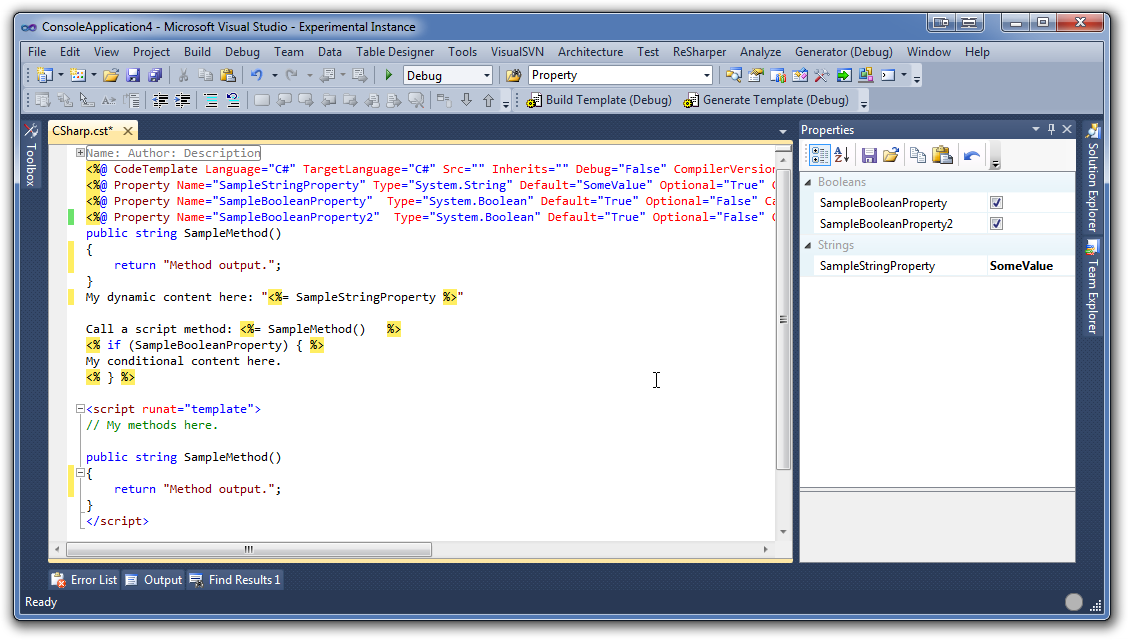 ConsoleApplication4 - Microsoft Visual Studio - Experimental Instance
File Edit View Project Build Debug Team Data Table Designer Tools VisualSVN Architecture Test ReSharper Analyze Generator (Debug) Window Help
Debug Property
Build Template (Debug) Generate Template (Debug)
Toolbox
CSharp.cst* ×
Name: Author: Description
<%@ CodeTemplate Language="C#" TargetLanguage="C#" Src="" Inherits="" Debug="False" CompilerVersion
<%@ Property Name="SampleStringProperty" Type="System.String" Default="SomeValue" Optional="True" C
<%@ Property Name="SampleBooleanProperty"  Type="System.Boolean" Default="True" Optional="False" Ca
<%@ Property Name="SampleBooleanProperty2"  Type="System.Boolean" Default="True" Optional="False" C
public string SampleMethod()
{
    return "Method output.";
}
My dynamic content here: "<%= SampleStringProperty %>"
Call a script method: <%= SampleMethod()   %>
<% if (SampleBooleanProperty) { %>
My conditional content here.
<% } %>
<script runat="template">
// My methods here.
public string SampleMethod()
{
    return "Method output.";
}
</script>
Properties
Booleans
SampleBooleanProperty
SampleBooleanProperty2
Strings
SampleStringProperty SomeValue
Solution Explorer
Team Explorer
Error List Output Find Results 1
Ready